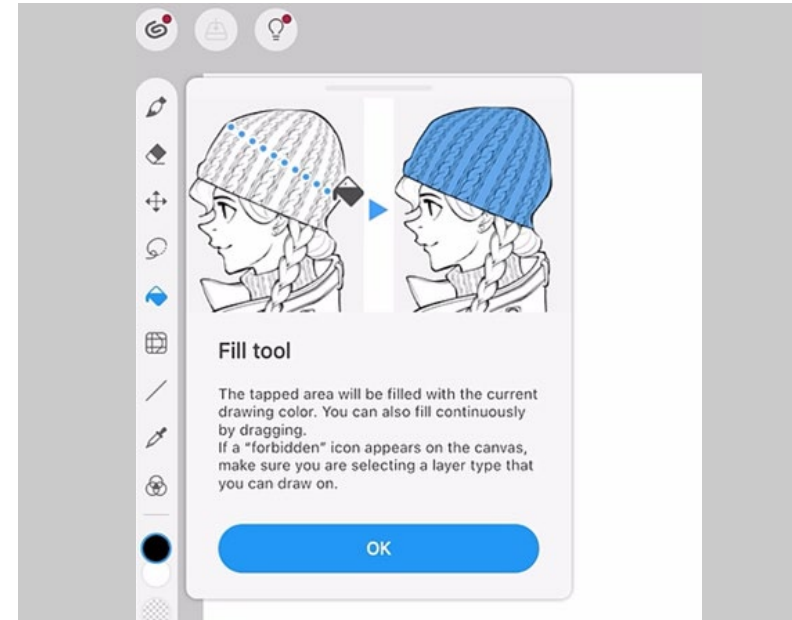 Fill tool
The tapped area will be filled with the current
drawing color. You can also fill continuously
by dragging.
If a “forbidden” icon appears on the canvas,
make sure you are selecting a layer type that
you can draw on.
OK